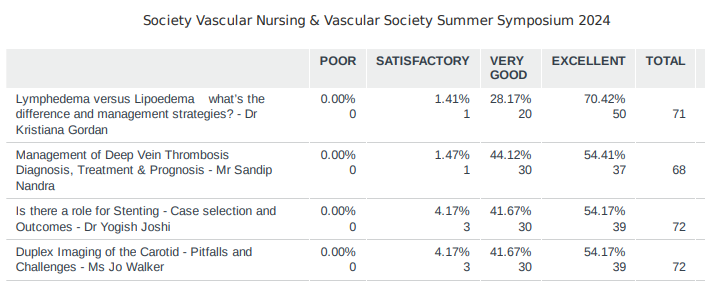 Society Vascular Nursing & Vascular Society Summer Symposium 2024
POOR SATISFACTORY VERY GOOD EXCELLENT TOTAL
Lymphedema versus Lipoedema what's the 0.00% 1.41% 28.17% 70.42%
difference and management strategies? - Dr 0 1 20 50 71
Kristiana Gordan
Management of Deep Vein Thrombosis 0.00% 1.47% 44.12% 54.41%
Diagnosis, Treatment & Prognosis - Mr Sandip 0 1 30 37 68
Nandra
Is there a role for Stenting - Case selection and 0.00% 4.17% 41.67% 54.17%
Outcomes - Dr Yogish Joshi 0 3 30 39 72
Duplex Imaging of the Carotid - Pitfalls and 0.00% 4.17% 41.67% 54.17%
Challenges - Ms Jo Walker 0 3 30 39 72